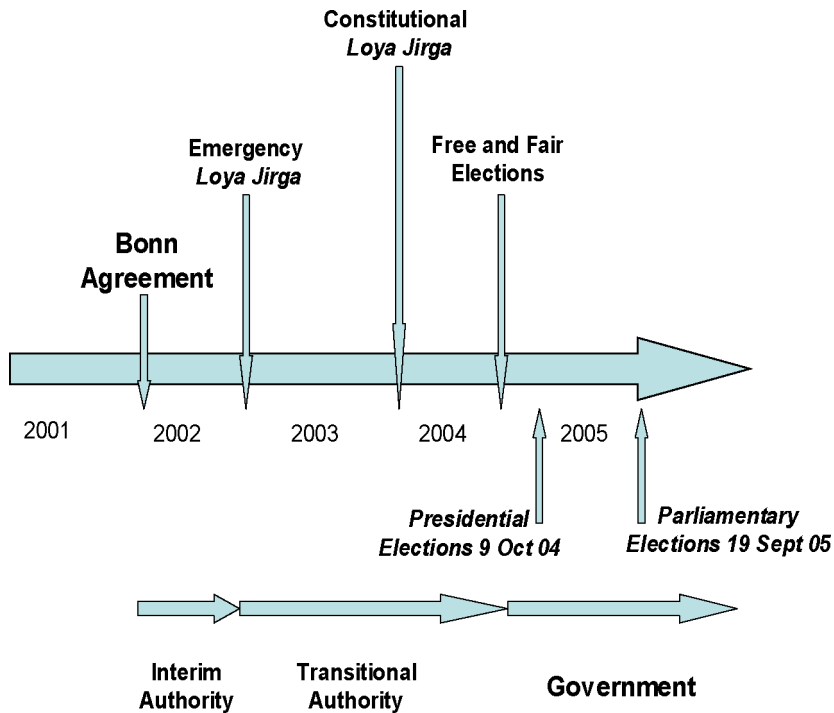 Constitutional
Loya Jirga
Emergency
Loya Jirga
Free and Fair
Elections
Bonn
Agreement
2001
2002
2003
2004
2005
Presidential
Elections 9 Oct 04
Parliamentary
Elections 19 Sept 05
Interim
Authority
Transitional
Authority
Government